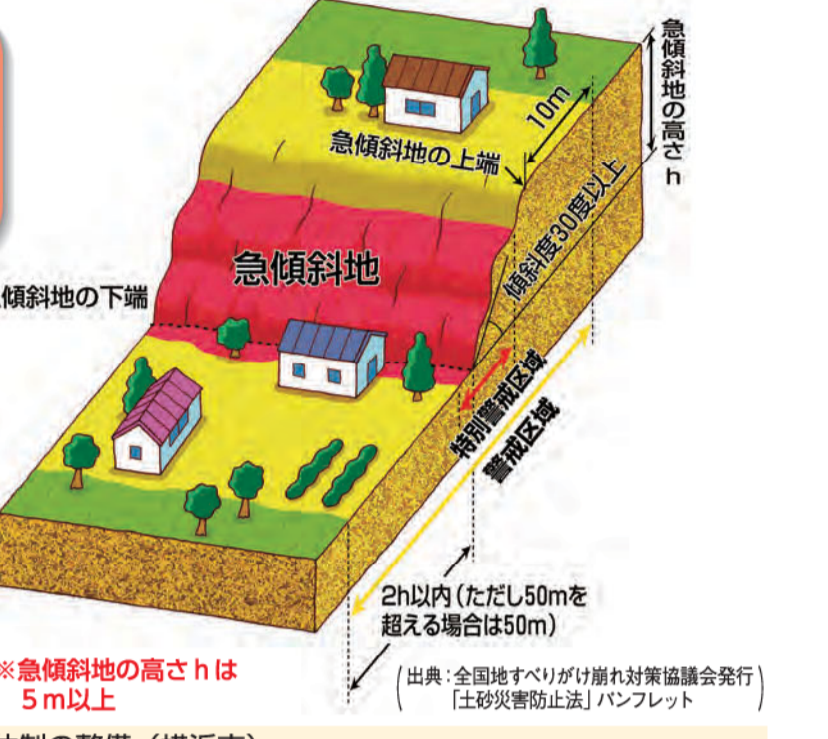 急傾斜地の高さh
10m
急傾斜地の上端
傾斜度30度以上
急傾斜地
傾斜地の下端
特別警戒区域
警戒区域
2h以内（ただし50mを
超える場合は50m）
※急傾斜地の高さhは
5m以上
（出典：全国地すべりがけ崩れ対策協議会発行
「土砂災害防止法」パンフレット）